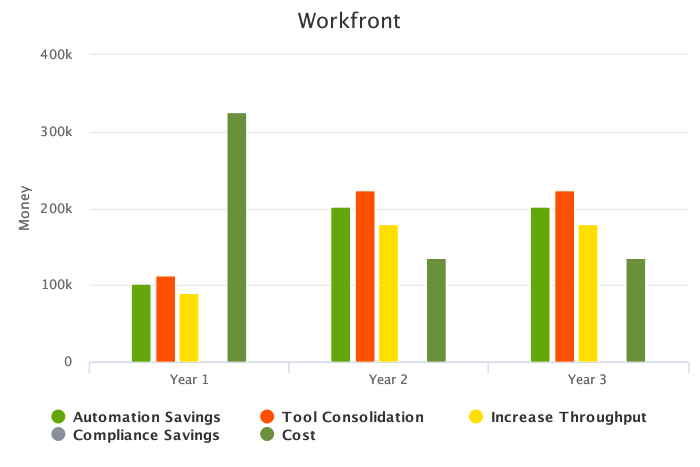 Workfront
400k
300k
200k
100k
0
Money
Year 1
Year 2
Year 3
Automation Savings
Tool Consolidation
Increase Throughput
Compliance Savings
Cost